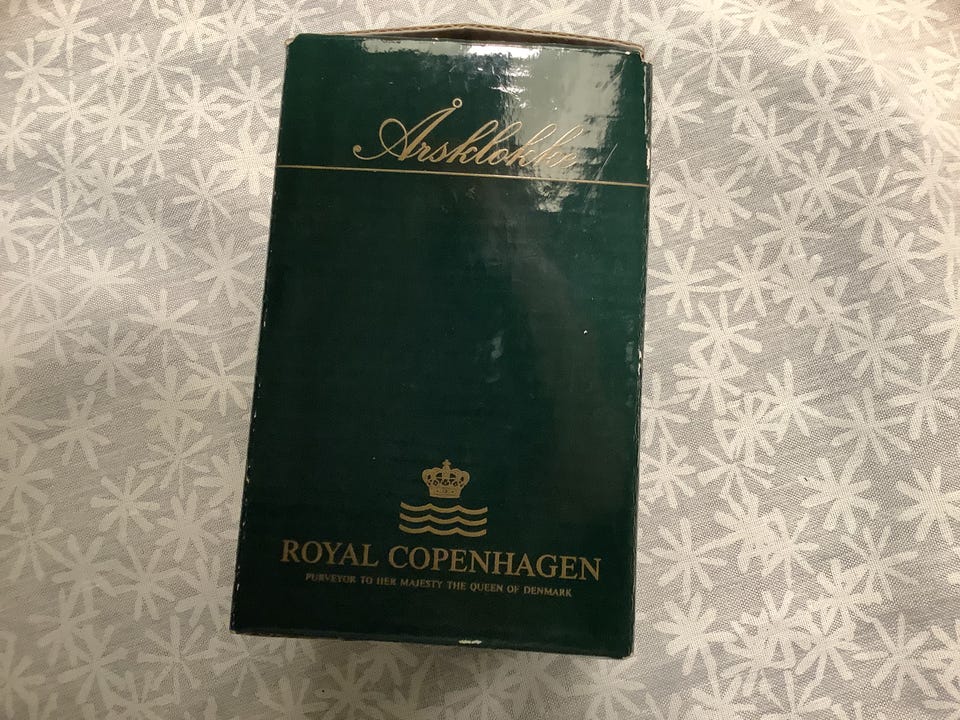 Årsklokke
ROYAL COPENHAGEN
PURVEYOR TO HER MAJESTY THE QUEEN OF DENMARK